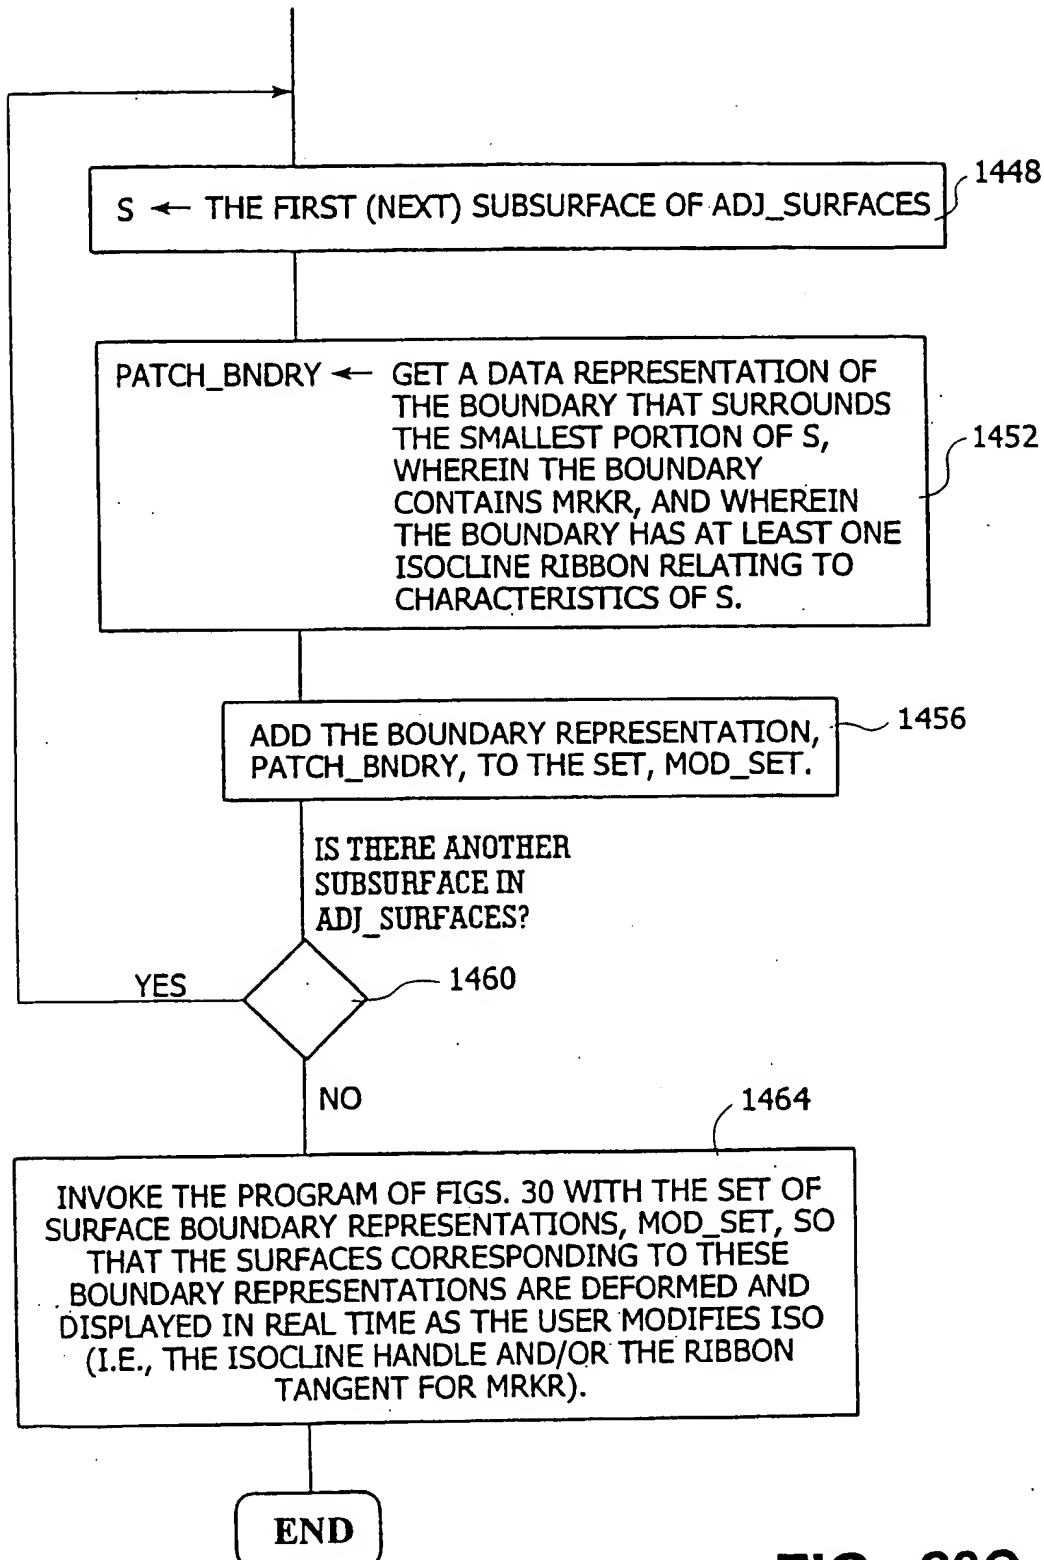 1448
S ← THE FIRST (NEXT) SUBSURFACE OF ADJ_SURFACES
PATCH_BNDRY ← GET A DATA REPRESENTATION OF
THE BOUNDARY THAT SURROUNDS
THE SMALLEST PORTION OF S,
WHEREIN THE BOUNDARY
CONTAINS MRKR, AND WHEREIN
THE BOUNDARY HAS AT LEAST ONE
ISOCLINE RIBBON RELATING TO
CHARACTERISTICS OF S.
1452
ADD THE BOUNDARY REPRESENTATION,
PATCH_BNDRY, TO THE SET, MOD_SET.
1456
IS THERE ANOTHER
SUBSURFACE IN
ADJ_SURFACES?
YES
1460
NO
1464
INVOKE THE PROGRAM OF FIGS. 30 WITH THE SET OF
SURFACE BOUNDARY REPRESENTATIONS, MOD_SET, SO
THAT THE SURFACES CORRESPONDING TO THESE
BOUNDARY REPRESENTATIONS ARE DEFORMED AND
DISPLAYED IN REAL TIME AS THE USER MODIFIES ISO
(I.E., THE ISOCLINE HANDLE AND/OR THE RIBBON
TANGENT FOR MRKR).
END